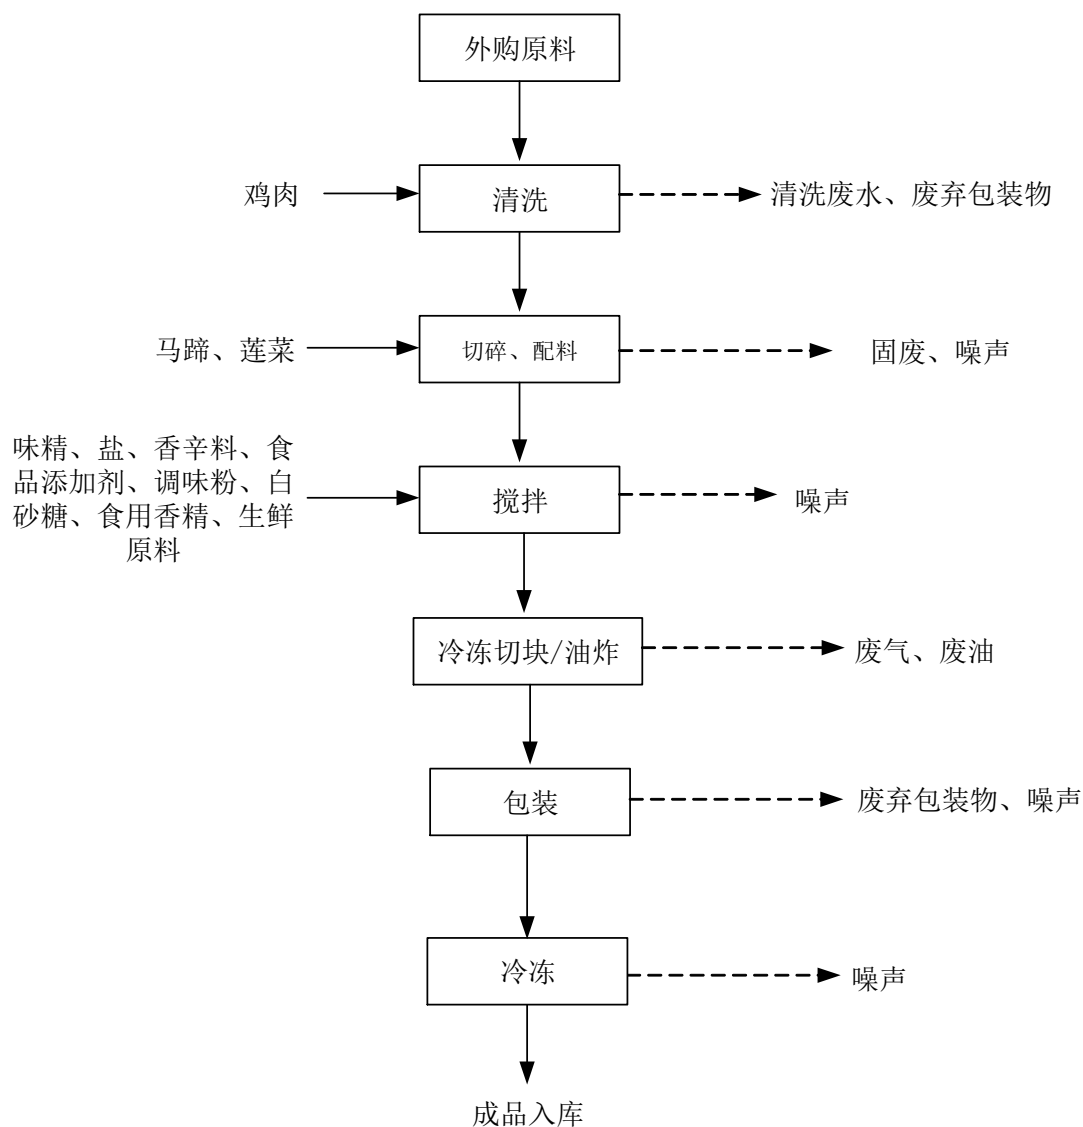 外购原料
鸡肉
清洗
清洗废水、废弃包装物
马蹄、莲菜
切碎、配料
固废、噪声
味精、盐、香辛料、食
品添加剂、调味粉、白
砂糖、食用香精、生鲜
原料
搅拌
噪声
冷冻切块/油炸
废气、废油
包装
废弃包装物、噪声
冷冻
噪声
成品入库